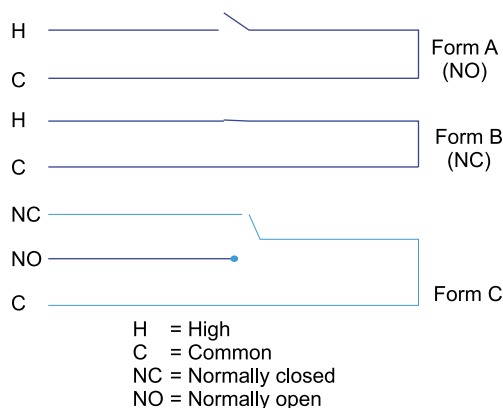 H
Form A
(NO)
C
H
Form B
(NC)
C
NC
NO
Form C
C
H = High
C = Common
NC = Normally closed
NO = Normally open